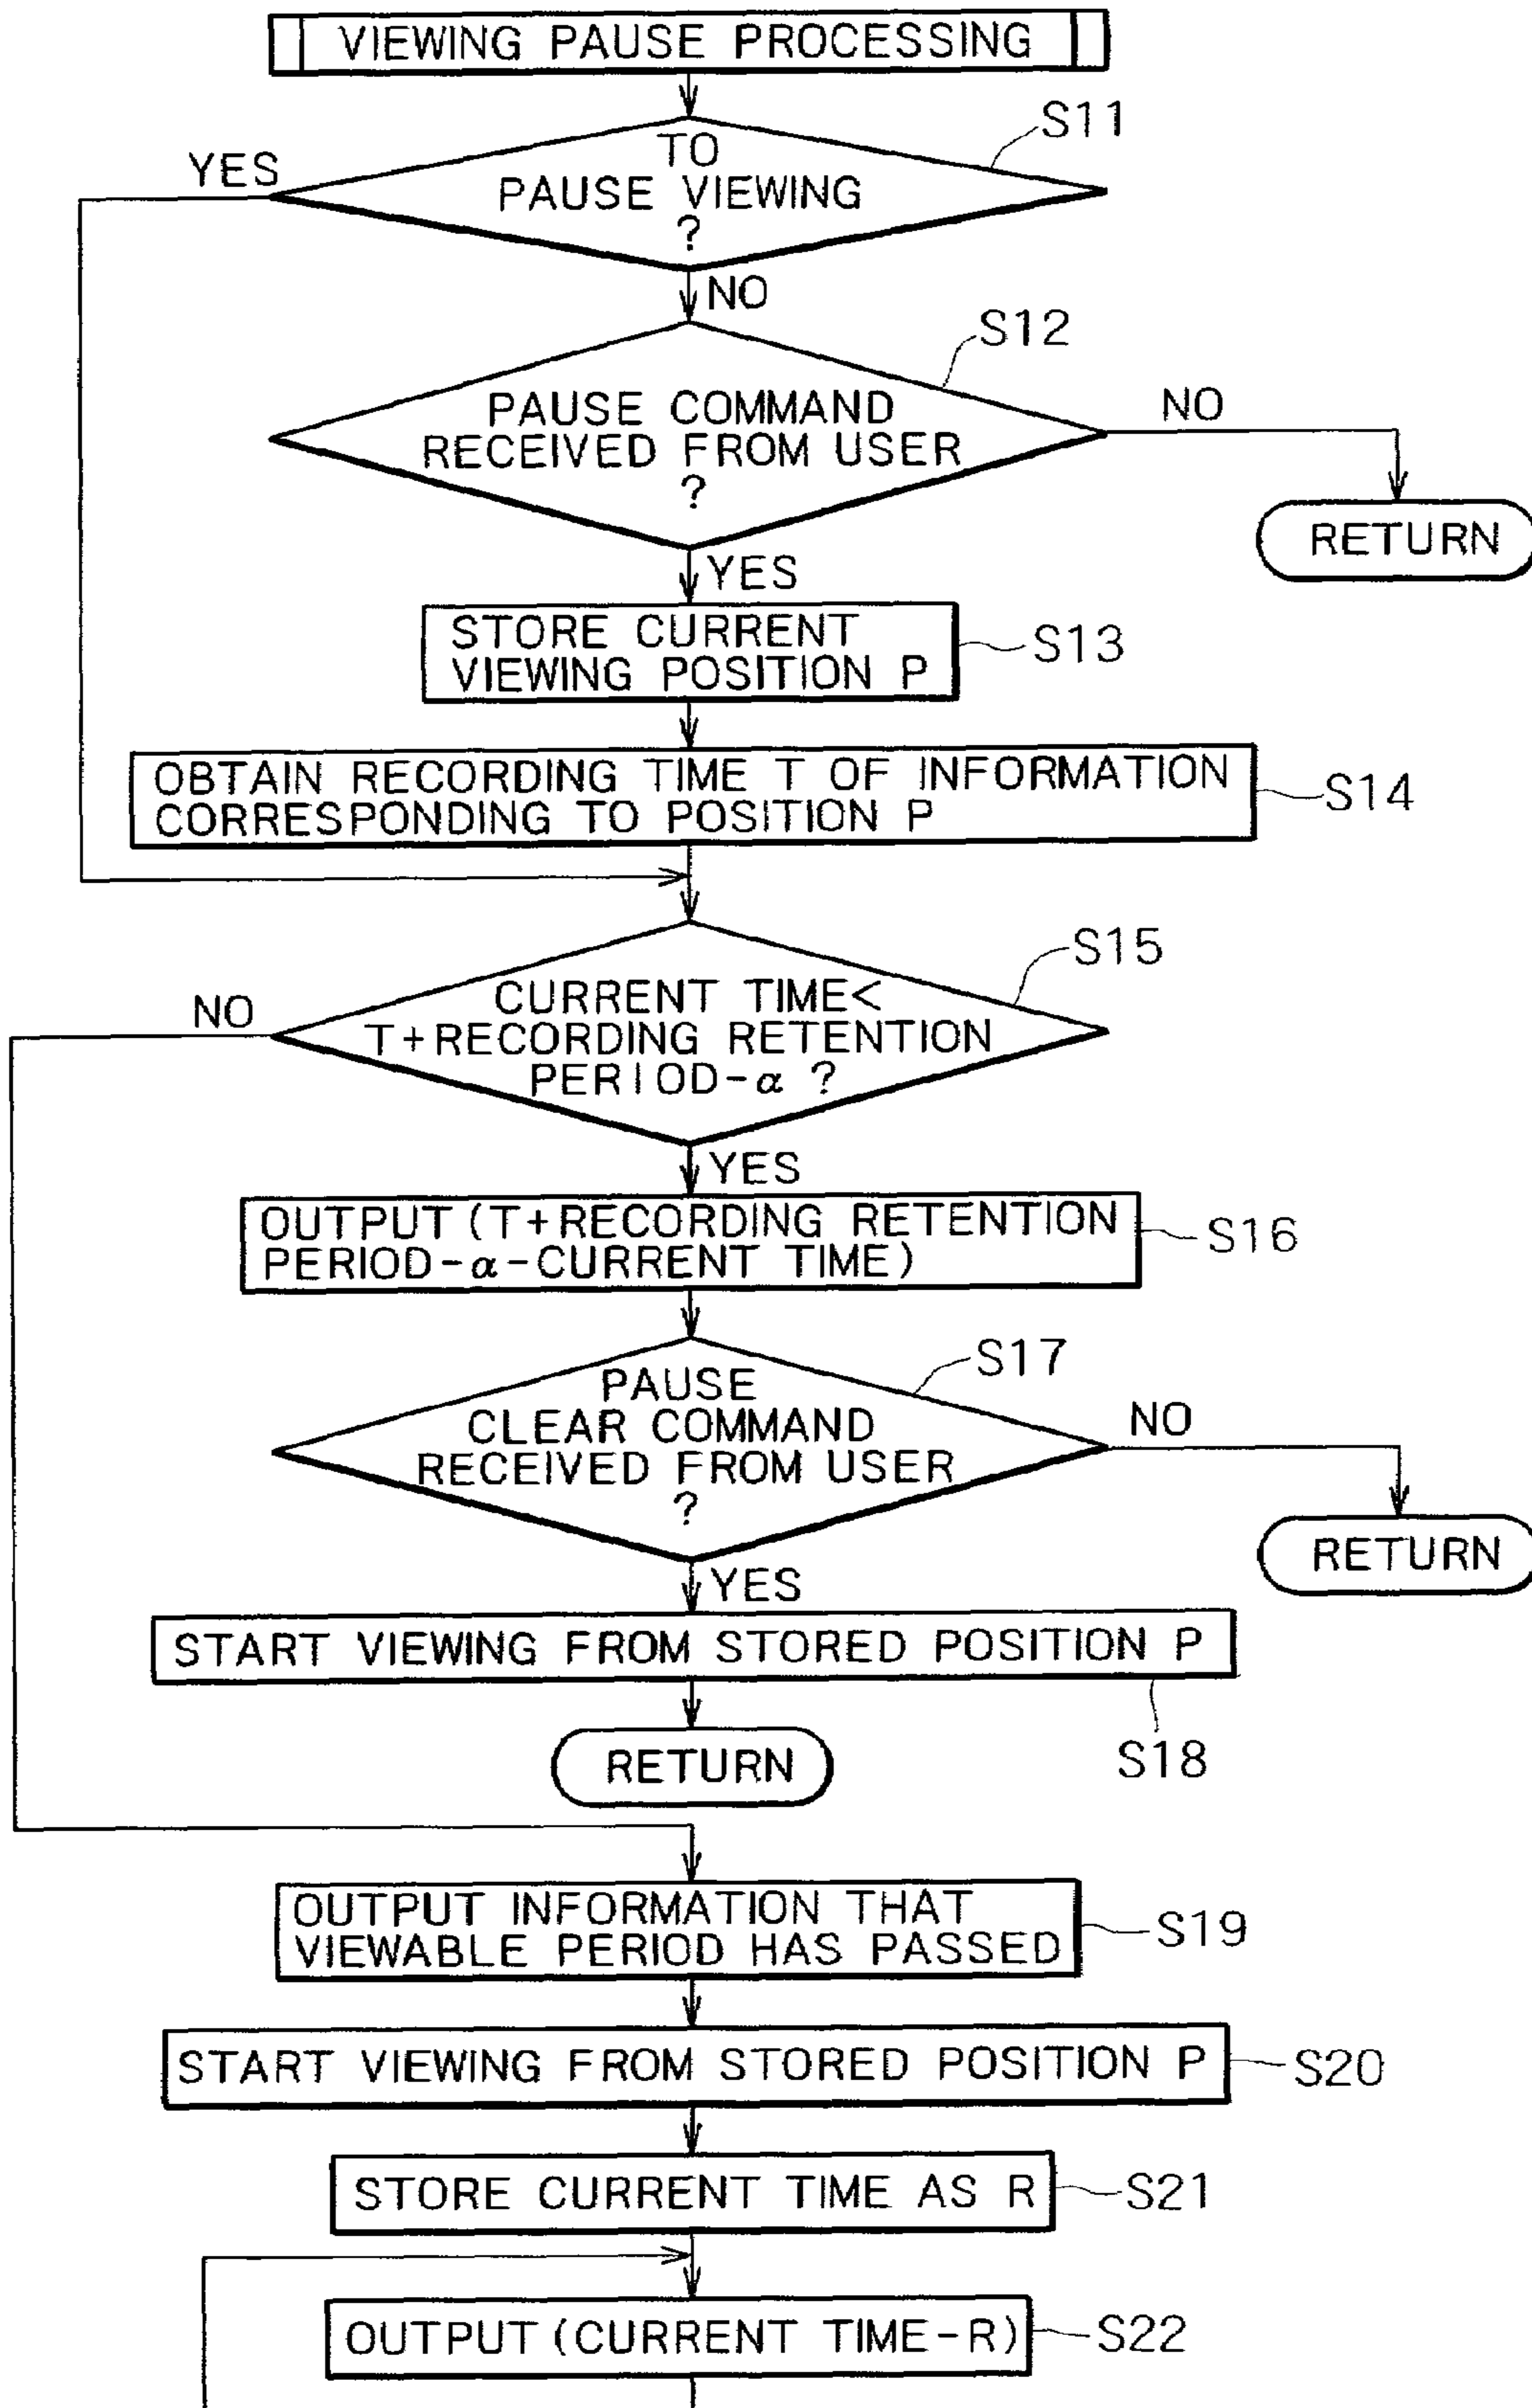 VIEWING PAUSE PROCESSING
S11
YES
TO
PAUSE VIEWING
?
NO
S12
PAUSE COMMAND
RECEIVED FROM USER
?
NO
RETURN
YES
STORE CURRENT
VIEWING POSITION P
S13
OBTAIN RECORDING TIME T OF INFORMATION
CORRESPONDING TO POSITION P
S14
S15
NO
CURRENT TIME<
T+RECORDING RETENTION
PERIOD-α ?
YES
OUTPUT (T+RECORDING RETENTION
PERIOD-α-CURRENT TIME)
S16
S17
PAUSE
CLEAR COMMAND
RECEIVED FROM USER
?
NO
RETURN
YES
START VIEWING FROM STORED POSITION P
S18
RETURN
OUTPUT INFORMATION THAT
VIEWABLE PERIOD HAS PASSED
S19
START VIEWING FROM STORED POSITION P
S20
STORE CURRENT TIME AS R
S21
OUTPUT (CURRENT TIME-R)
S22